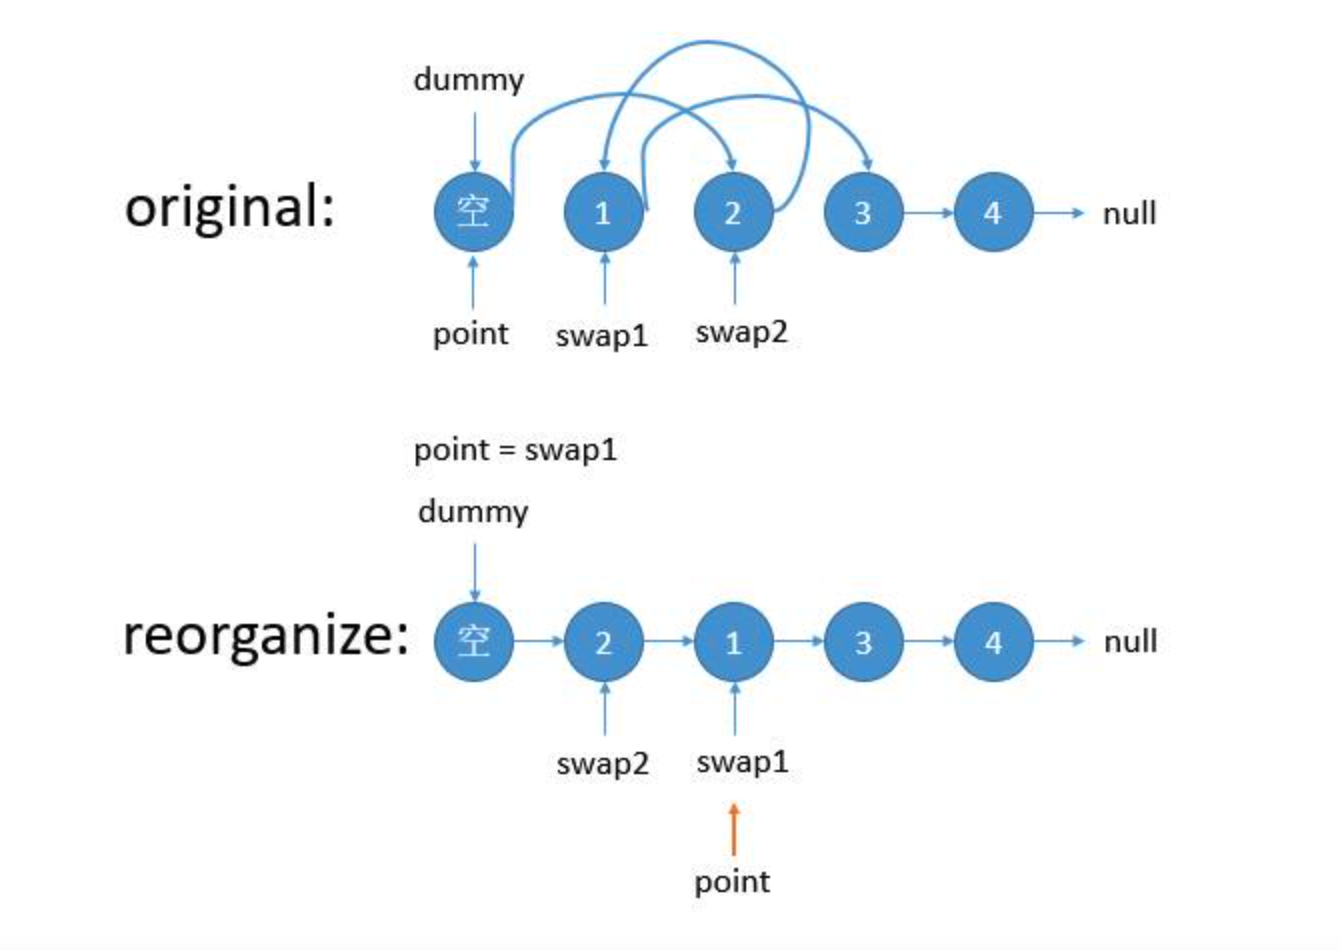 dummy
original: 空 1 2 3 4 null
point swap1 swap2
point = swap1
dummy
reorganize: 空 2 1 3 4 null
swap2 swap1
point